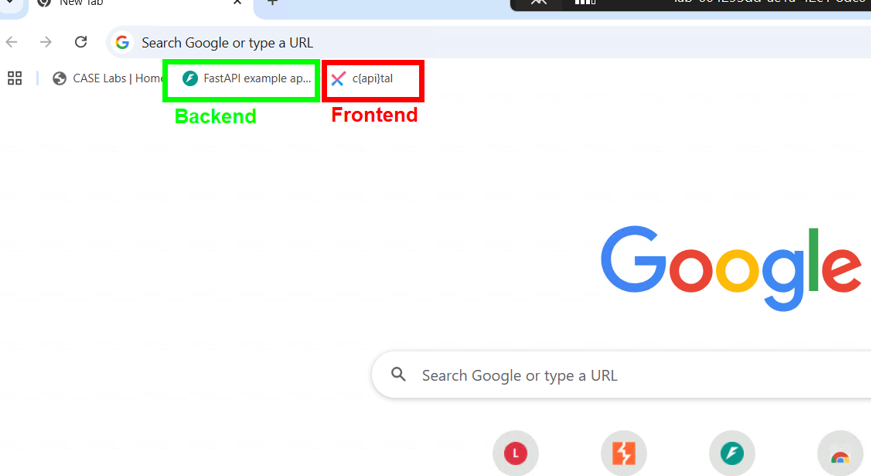 New Tab
Search Google or type a URL
CASE Labs | Home
FastAPI example ap...
c{api}tal
Backend
Frontend
Google
Search Google or type a URL
L